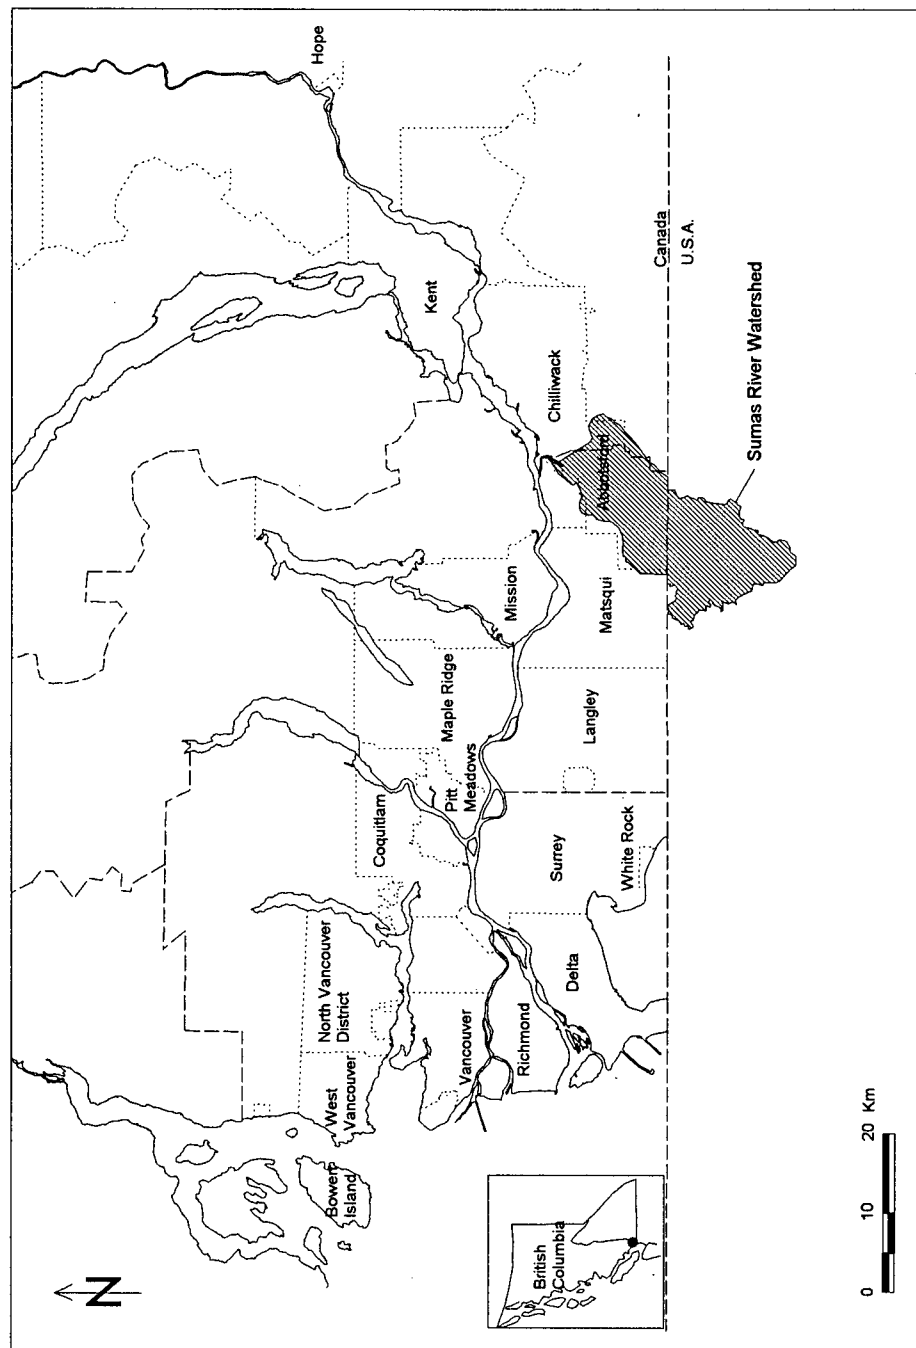 N
Hope
Kent
Canada
U.S.A.
Chilliwack
Abbotsford
Sumas River Watershed
Mission
Matsqui
Maple Ridge
Langley
Pitt
Meadows
Coquitlam
Surrey
White Rock
North Vancouver
District
Delta
West
Vancouver
Vancouver
Richmond
Bowen
Island
British
Columbia
0 10 20 Km